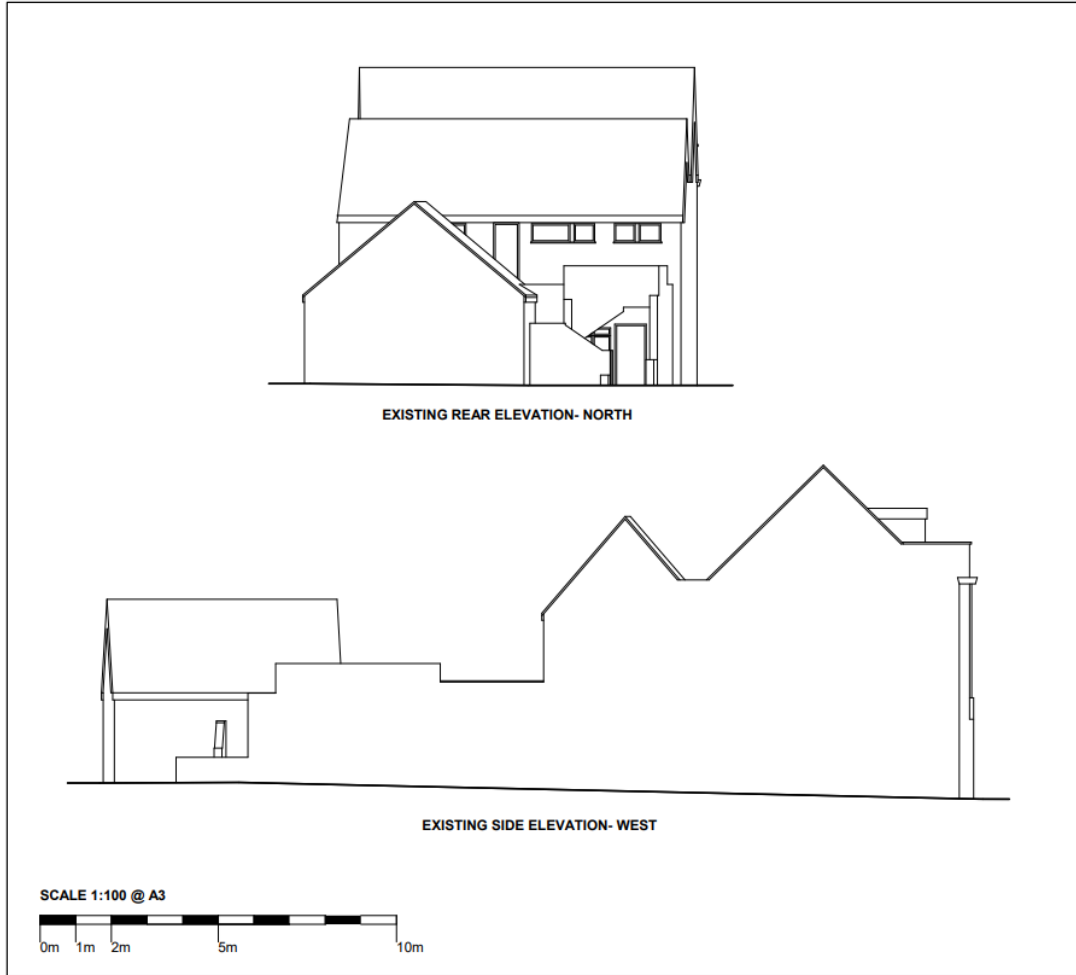 EXISTING REAR ELEVATION- NORTH
EXISTING SIDE ELEVATION- WEST
SCALE 1:100 @ A3
0m 1m 2m 5m 10m